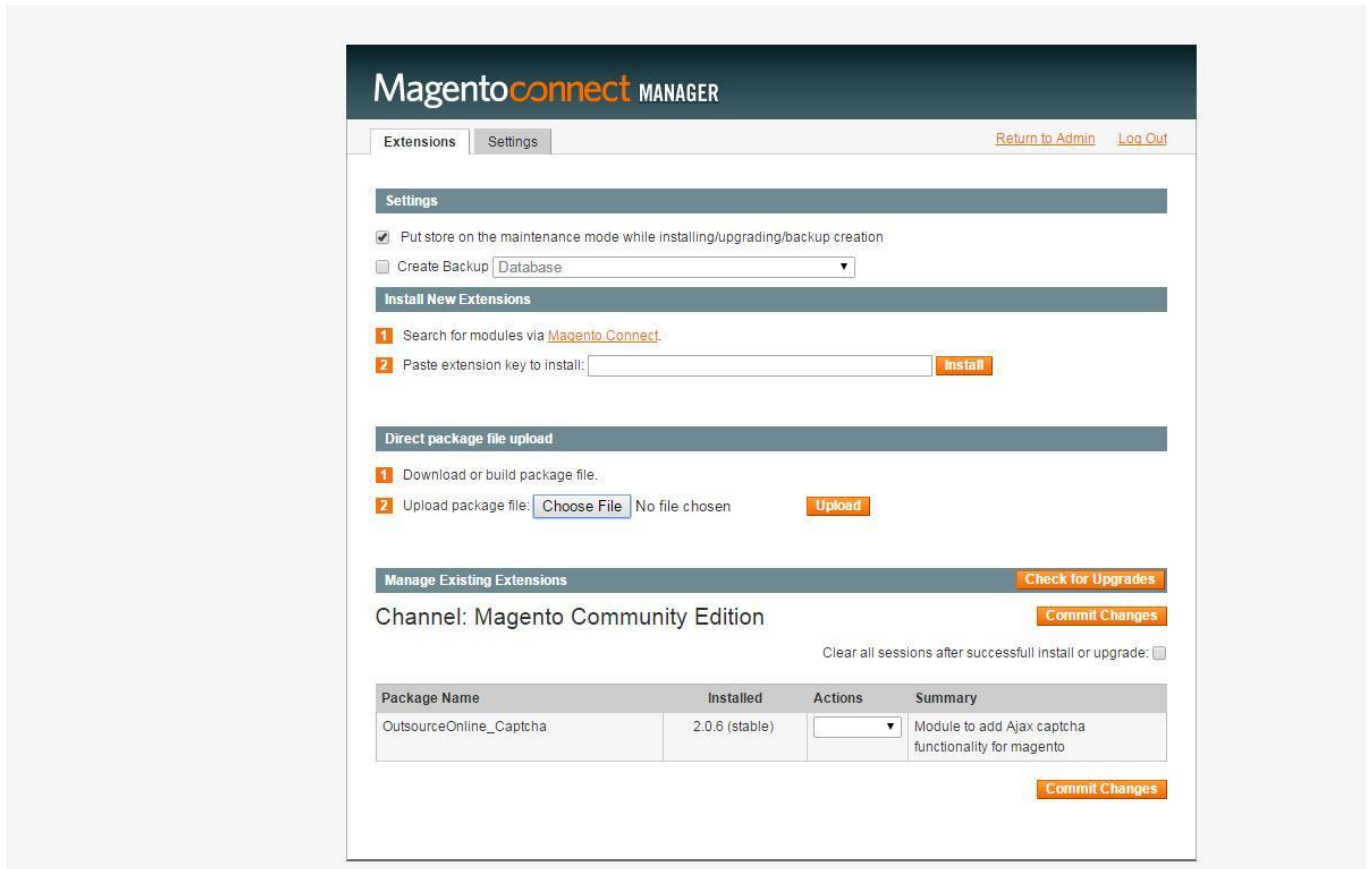 Magentoconnect MANAGER
Extensions Settings Return to Admin Log Out
Settings
Put store on the maintenance mode while installing/upgrading/backup creation
Create Backup Database
Install New Extensions
1 Search for modules via Magento Connect.
2 Paste extension key to install: Install
Direct package file upload
1 Download or build package file.
2 Upload package file: Choose File No file chosen Upload
Manage Existing Extensions Check for Upgrades
Channel: Magento Community Edition Commit Changes
Clear all sessions after successfull install or upgrade:
Package Name Installed Actions Summary
OutsourceOnline_Captcha 2.0.6 (stable) Module to add Ajax captcha
functionality for magento
Commit Changes